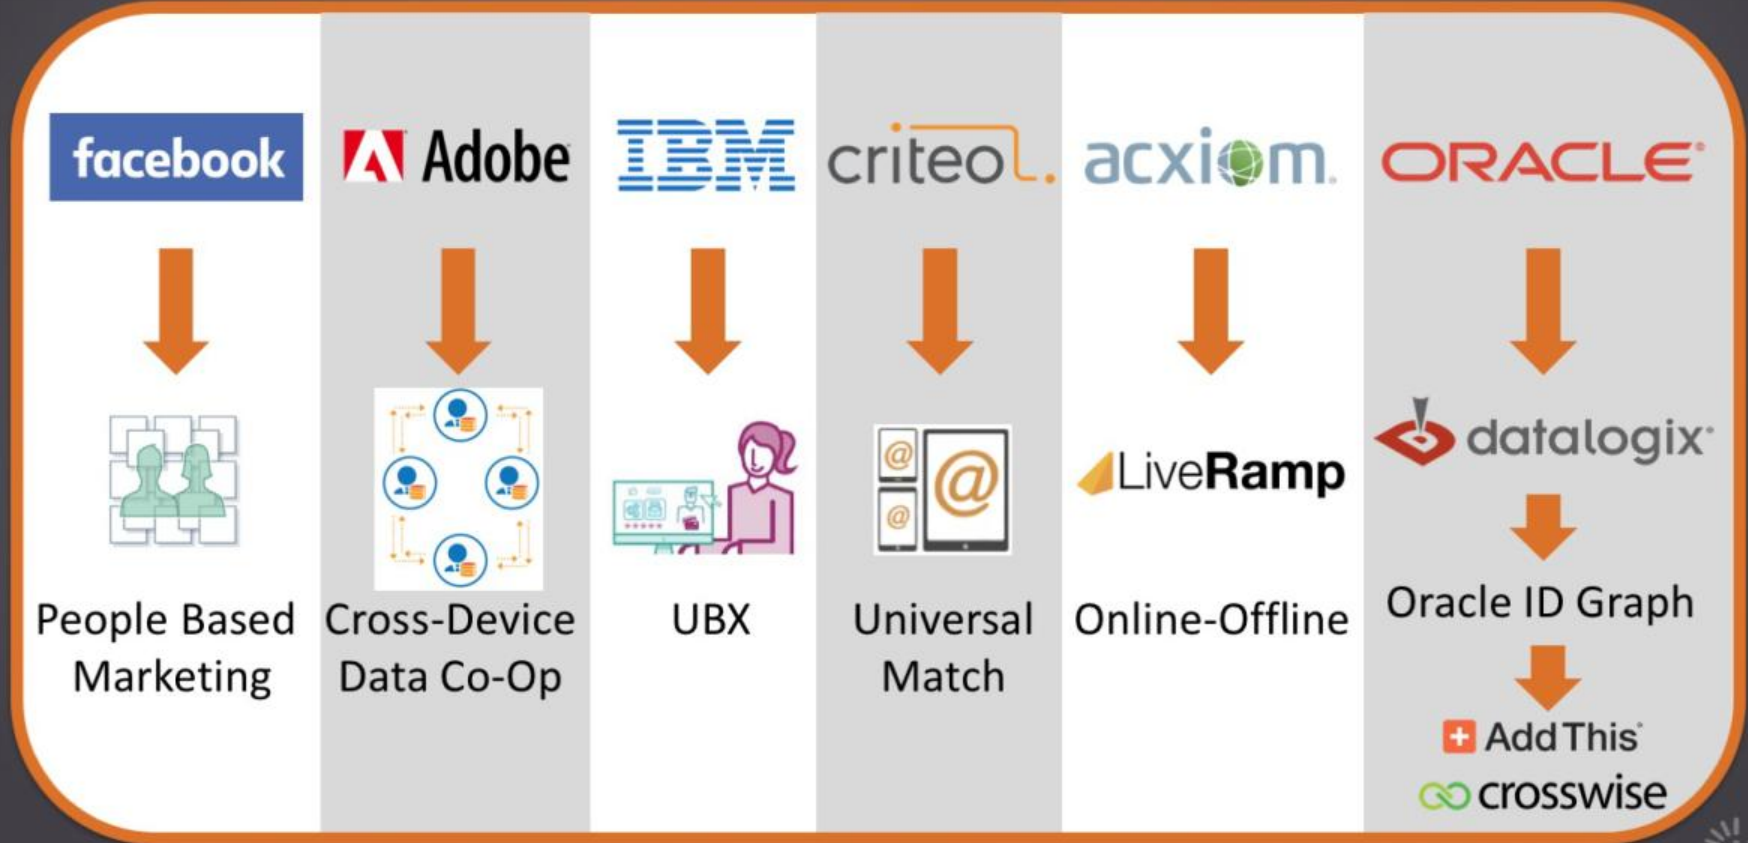 facebook
Adobe
IBM
criteo
acxiom
ORACLE
datalogix
LiveRamp
People Based
Marketing
Cross-Device
Data Co-Op
UBX
Universal
Match
Online-Offline
Oracle ID Graph
AddThis
crosswise